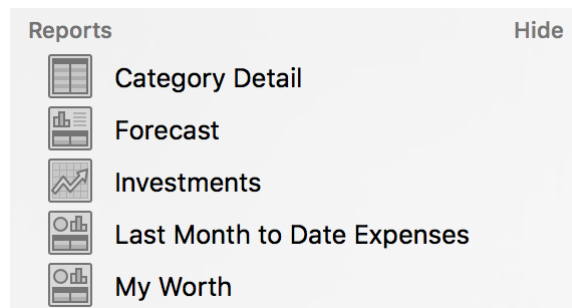 Reports Hide
Category Detail
Forecast
Investments
Last Month to Date Expenses
My Worth